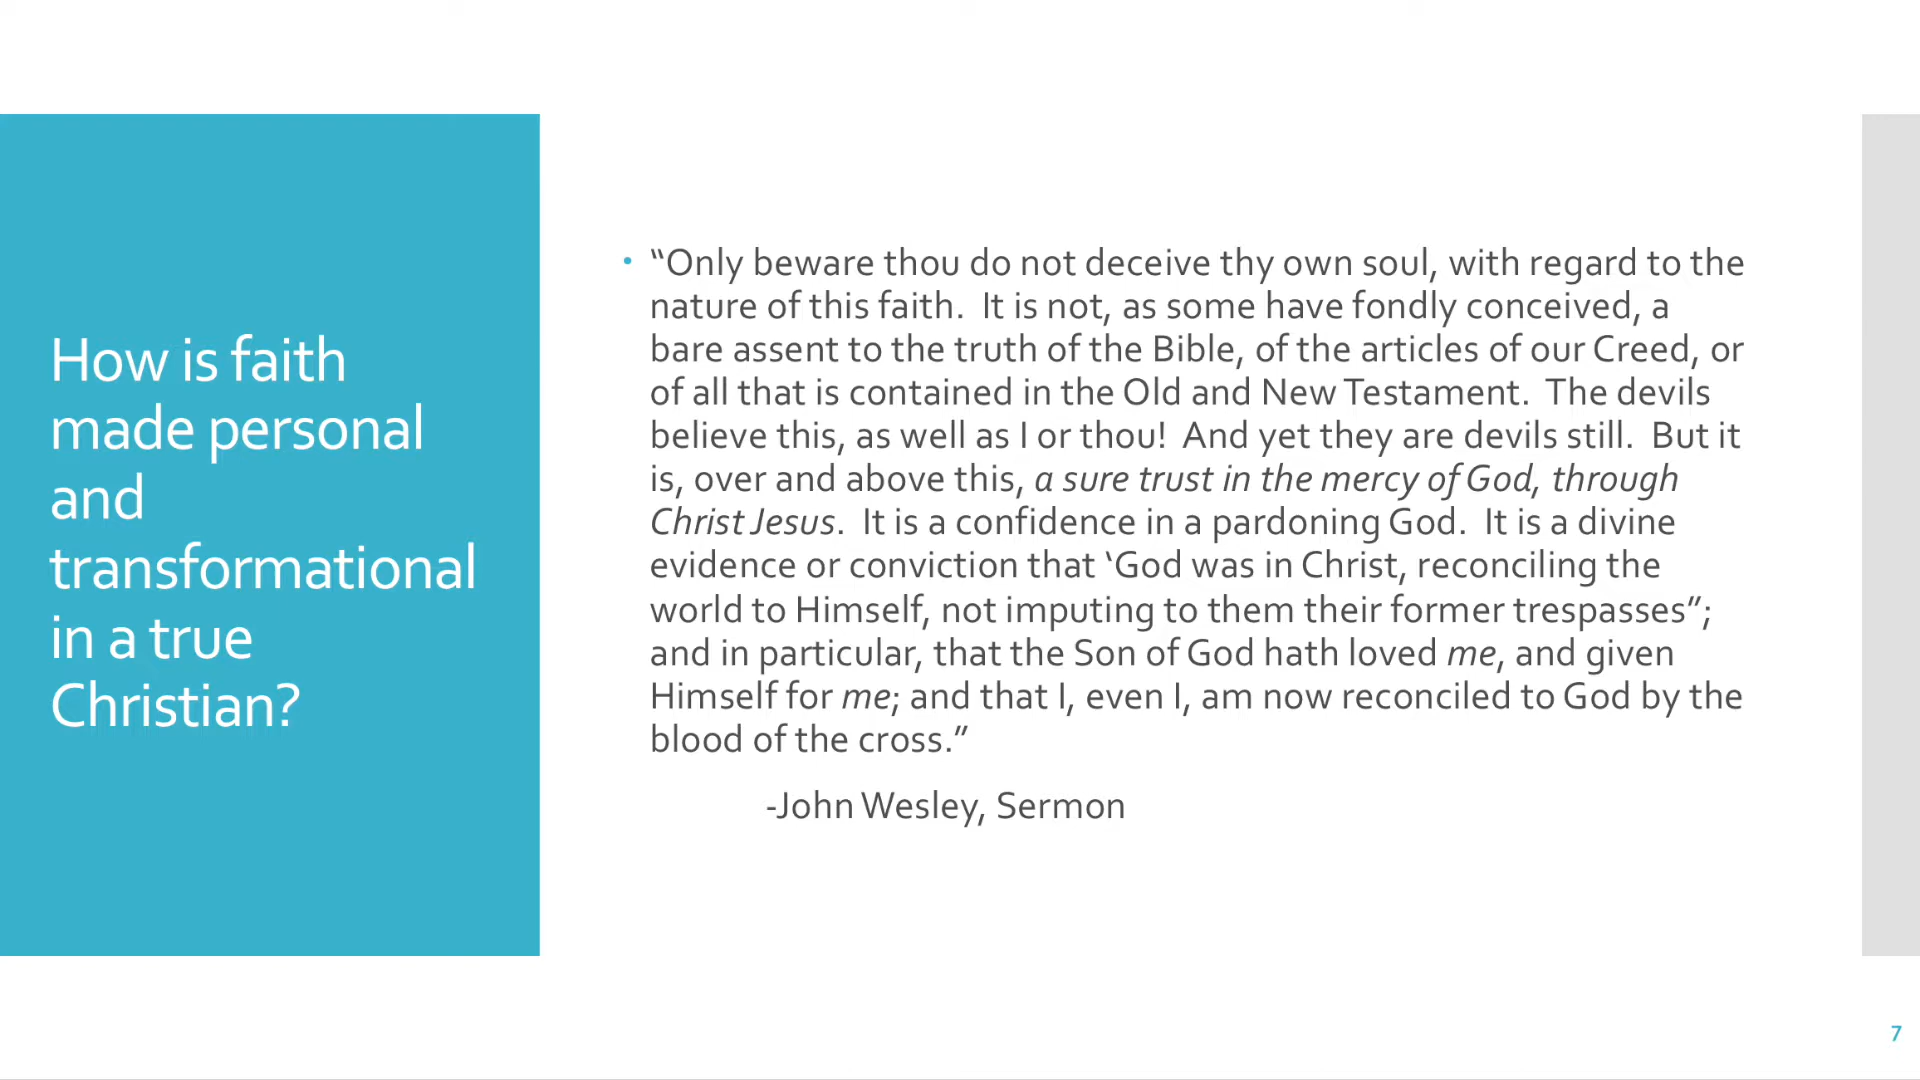 How is faith
made personal
and
transformational
in a true
Christian?
• “Only beware thou do not deceive thy own soul, with regard to the
nature of this faith.  It is not, as some have fondly conceived, a
bare assent to the truth of the Bible, of the articles of our Creed, or
of all that is contained in the Old and New Testament.  The devils
believe this, as well as I or thou!  And yet they are devils still.  But it
is, over and above this, a sure trust in the mercy of God, through
Christ Jesus.  It is a confidence in a pardoning God.  It is a divine
evidence or conviction that ‘God was in Christ, reconciling the
world to Himself, not imputing to them their former trespasses”;
and in particular, that the Son of God hath loved me, and given
Himself for me; and that I, even I, am now reconciled to God by the
blood of the cross.”
-John Wesley, Sermon
7